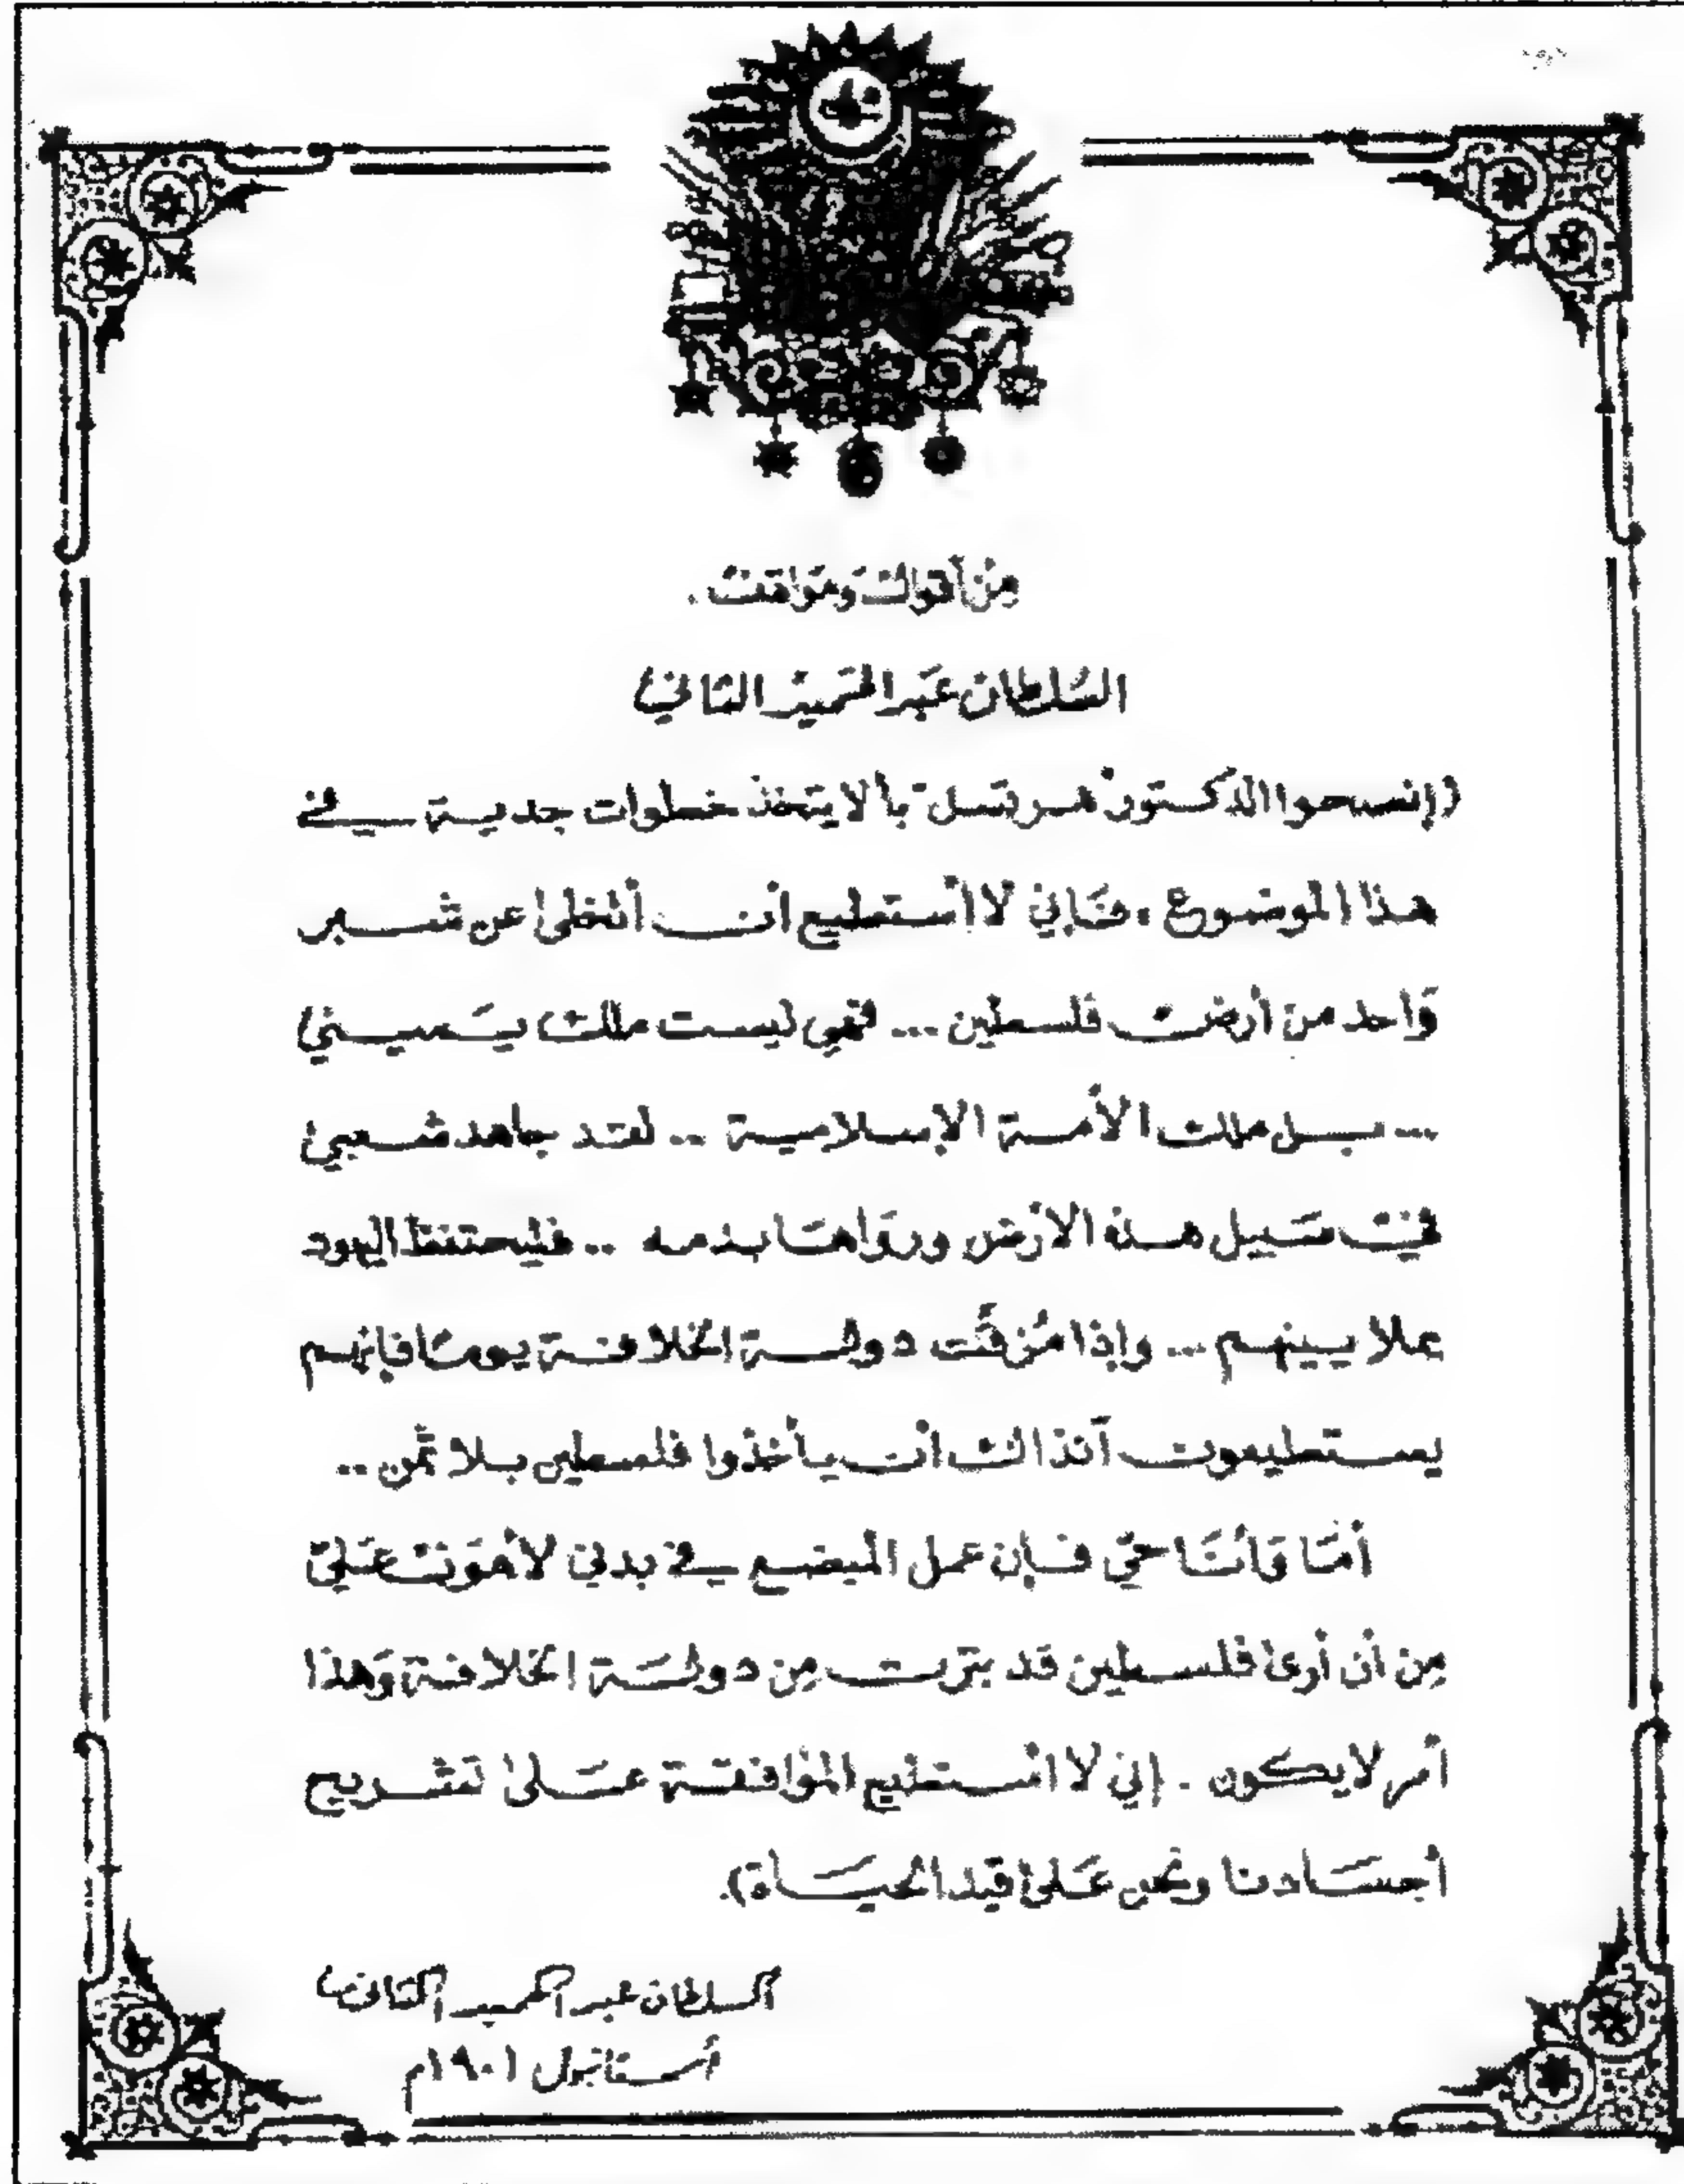 من أقوال ومواقف .
السلطان عبد الحميد الثاني
(إنصحوا الدكتور هرتسل بألا يتخذ خطوات جدية في
هذا الموضوع ، فإني لا أستطيع أن أتخلى عن شبر
واحد من أرض فلسطين ... فهي ليست ملك يميني
... بل ملك الأمة الإسلامية .. لقد جاهد شعبي
في سبيل هذه الأرض ورواها بدمه .. فليحتفظ اليهود
بملايينهم ... وإذا مُزقَت دولة الخلافة يومًا فإنهم
يستطيعون آنذاك أن يأخذوا فلسطين بلا ثمن ..
أما وأنا حيّ فإن عمل المبضع في بدني لأهون عليّ
من أن أرى فلسطين قد بترت من دولة الخلافة وهذا
أمر لا يكون . إني لا أستطيع الموافقة على تشريح
أجسادنا ونحن على قيد الحياة).
السلطان عبد الحميد الثاني
أستانبول ١٩٠١م